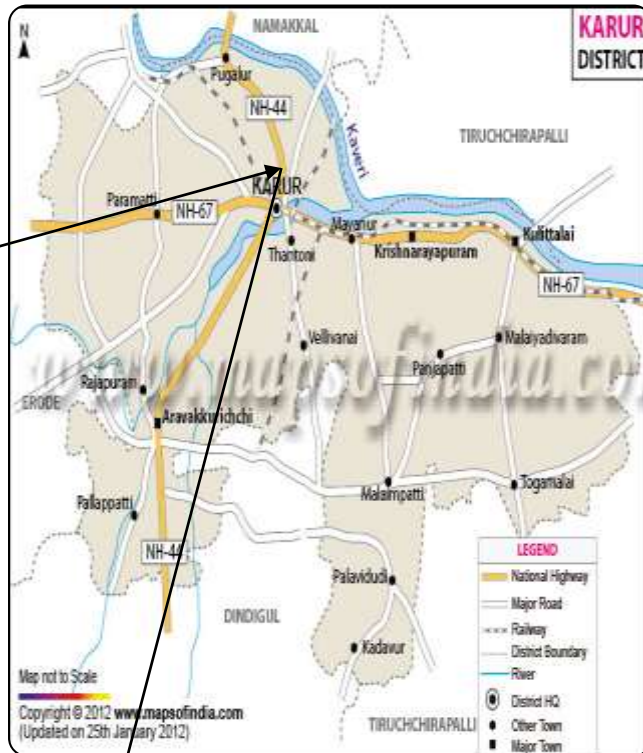 N
NAMAKKAL
KARUR
DISTRICT
Pugalur
NH-44
Kaveri
TIRUCHCHIRAPALLI
KARUR
Paramatti
NH-67
Mayanur
Krishnarayapuram
Kulittalai
Thantoni
NH-67
Vellivanai
Malaiyadivaram
Panjapatti
www.mapsofindia.co
Rajapuram
ERODE
Aravakkurichchi
Malaimpatti
Togamalai
Pallappatti
NH-44
Palavidudi
DINDIGUL
Kadavur
TIRUCHCHIRAPALLI
LEGEND
National Highway
Major Road
Railway
District Boundary
River
District HQ
Other Town
Major Town
Map not to Scale
Copyright © 2012 www.mapsofindia.com
(Updated on 25th January 2012)